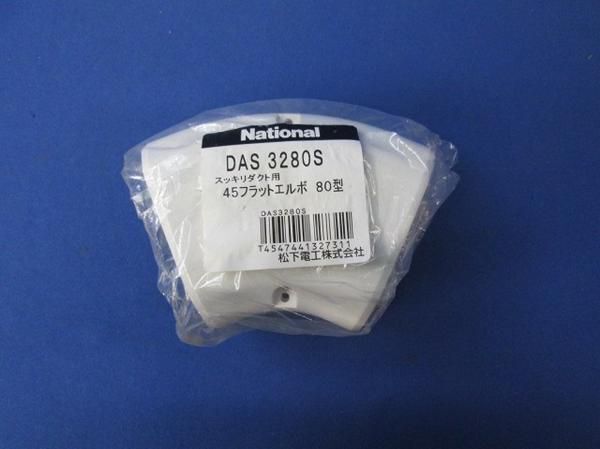 National
DAS 3280S
スッキリダクト用
45フラットエルボ 80型
DAS3280S
T4547441327311
松下電工株式会社